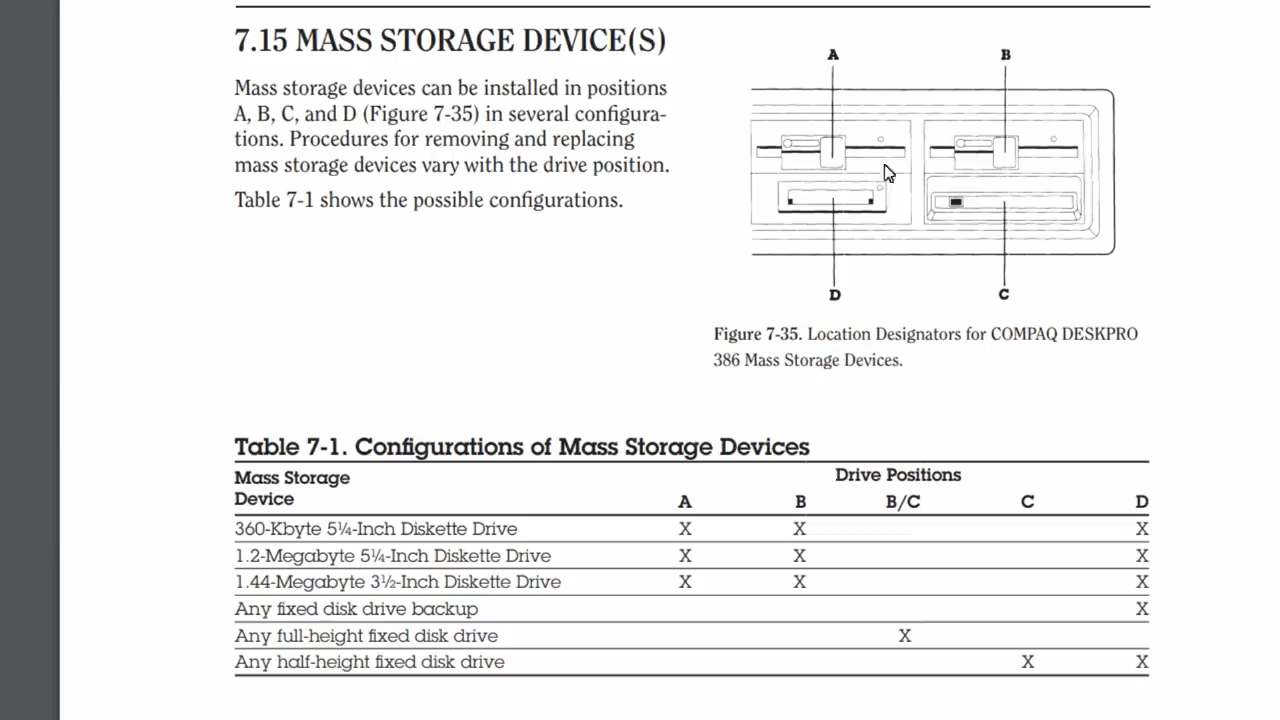 7.15 MASS STORAGE DEVICE(S)
Mass storage devices can be installed in positions
A, B, C, and D (Figure 7-35) in several configura-
tions. Procedures for removing and replacing
mass storage devices vary with the drive position.
Table 7-1 shows the possible configurations.
A B
D C
Figure 7-35. Location Designators for COMPAQ DESKPRO
386 Mass Storage Devices.
Table 7-1. Configurations of Mass Storage Devices
Mass Storage Drive Positions
Device A B B/C C D
360-Kbyte 5¼-Inch Diskette Drive X X X
1.2-Megabyte 5¼-Inch Diskette Drive X X X
1.44-Megabyte 3½-Inch Diskette Drive X X X
Any fixed disk drive backup X
Any full-height fixed disk drive X
Any half-height fixed disk drive X X